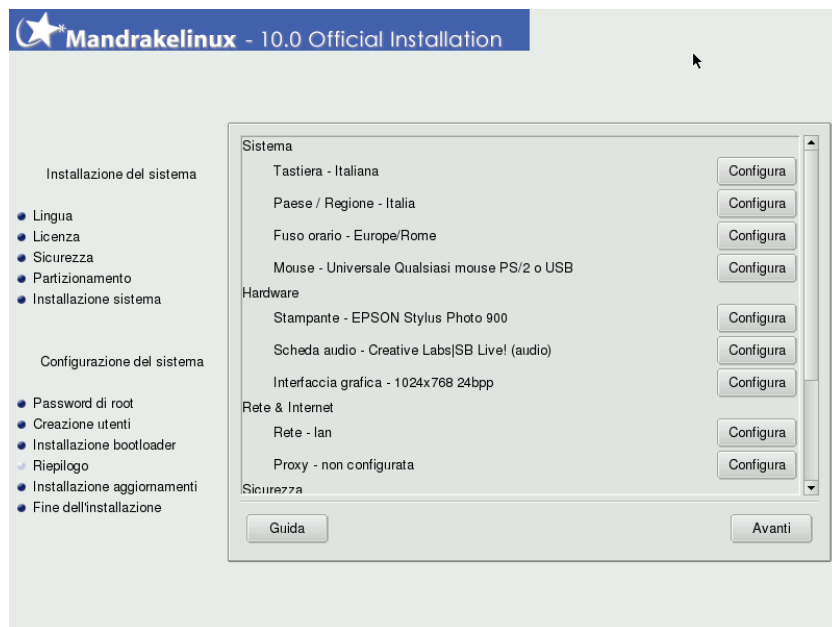 Mandrakelinux - 10.0 Official Installation
Installazione del sistema
Lingua
Licenza
Sicurezza
Partizionamento
Installazione sistema
Configurazione del sistema
Password di root
Creazione utenti
Installazione bootloader
Riepilogo
Installazione aggiornamenti
Fine dell'installazione
Sistema
Tastiera - Italiana Configura
Paese / Regione - Italia Configura
Fuso orario - Europe/Rome Configura
Mouse - Universale Qualsiasi mouse PS/2 o USB Configura
Hardware
Stampante - EPSON Stylus Photo 900 Configura
Scheda audio - Creative Labs|SB Live! (audio) Configura
Interfaccia grafica - 1024x768 24bpp Configura
Rete & Internet
Rete - lan Configura
Proxy - non configurata Configura
Sicurezza
Guida Avanti